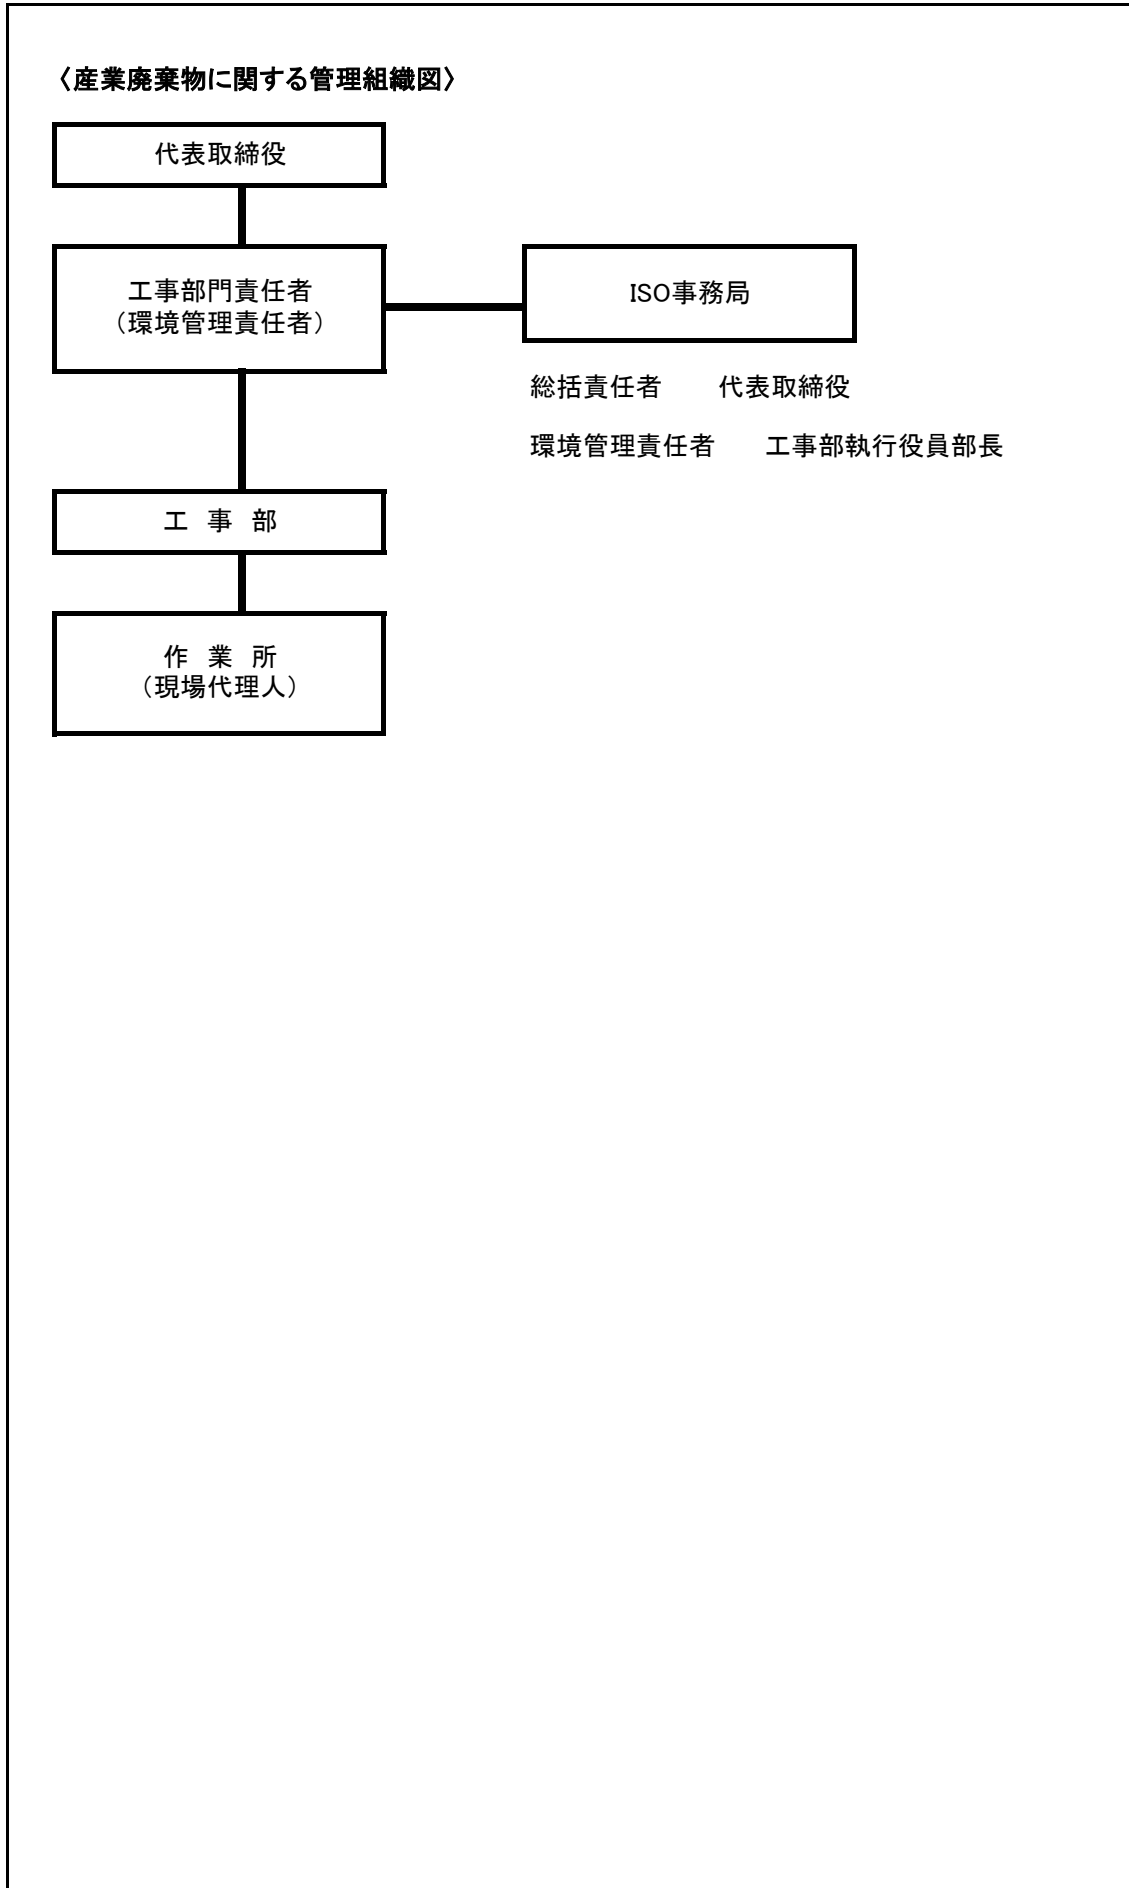 〈産業廃棄物に関する管理組織図〉
代表取締役
工事部門責任者
（環境管理責任者）
ISO事務局
総括責任者　　代表取締役
環境管理責任者　　工事部執行役員部長
工　事　部
作　業　所
（現場代理人）